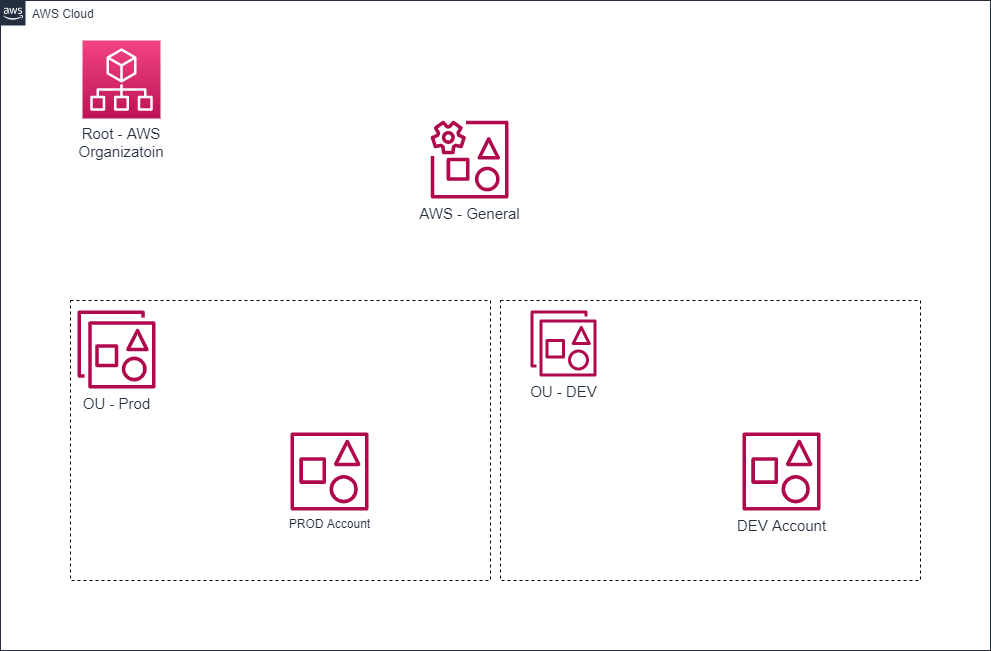 aws
AWS Cloud
Root - AWS
Organizatoin
AWS - General
OU - Prod
PROD Account
OU - DEV
DEV Account